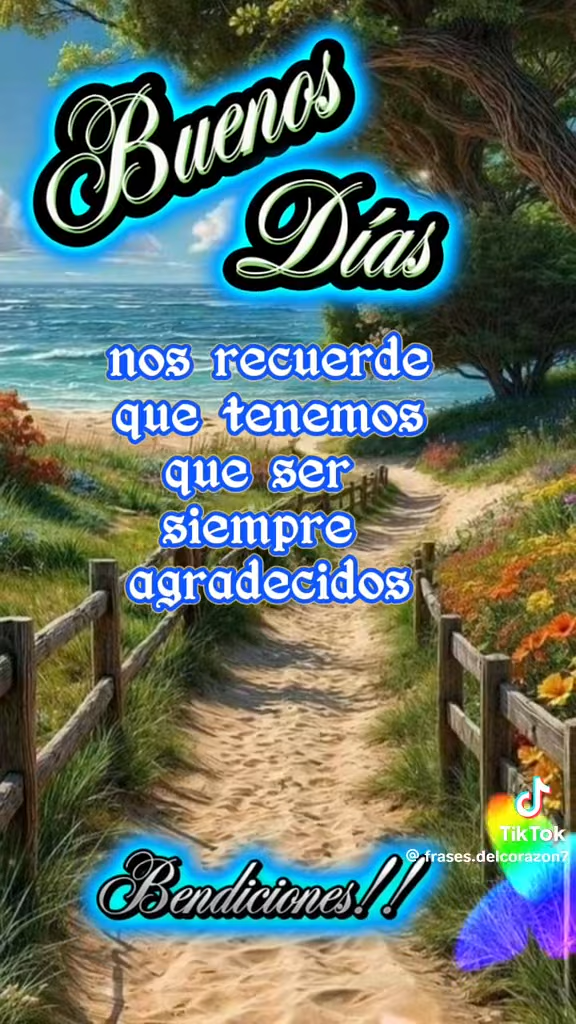 Buenos
Días
nos recuerde
que tenemos
que ser
siempre
agradecidos
TikTok
@_frases.delcorazon7
Bendiciones!!